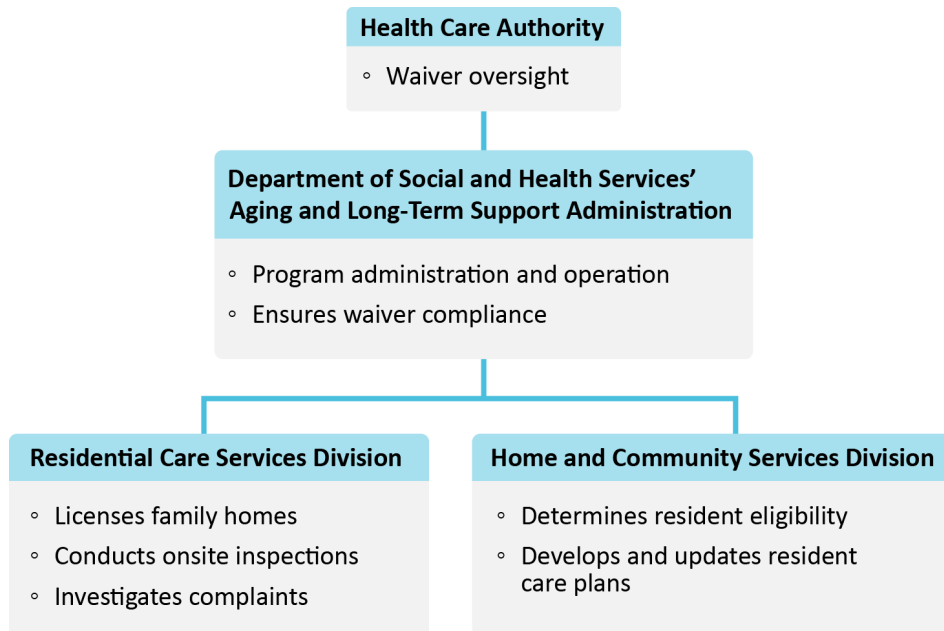 Health Care Authority
◦ Waiver oversight
Department of Social and Health Services’
Aging and Long-Term Support Administration
◦ Program administration and operation
◦ Ensures waiver compliance
Residential Care Services Division
◦ Licenses family homes
◦ Conducts onsite inspections
◦ Investigates complaints
Home and Community Services Division
◦ Determines resident eligibility
◦ Develops and updates resident
care plans